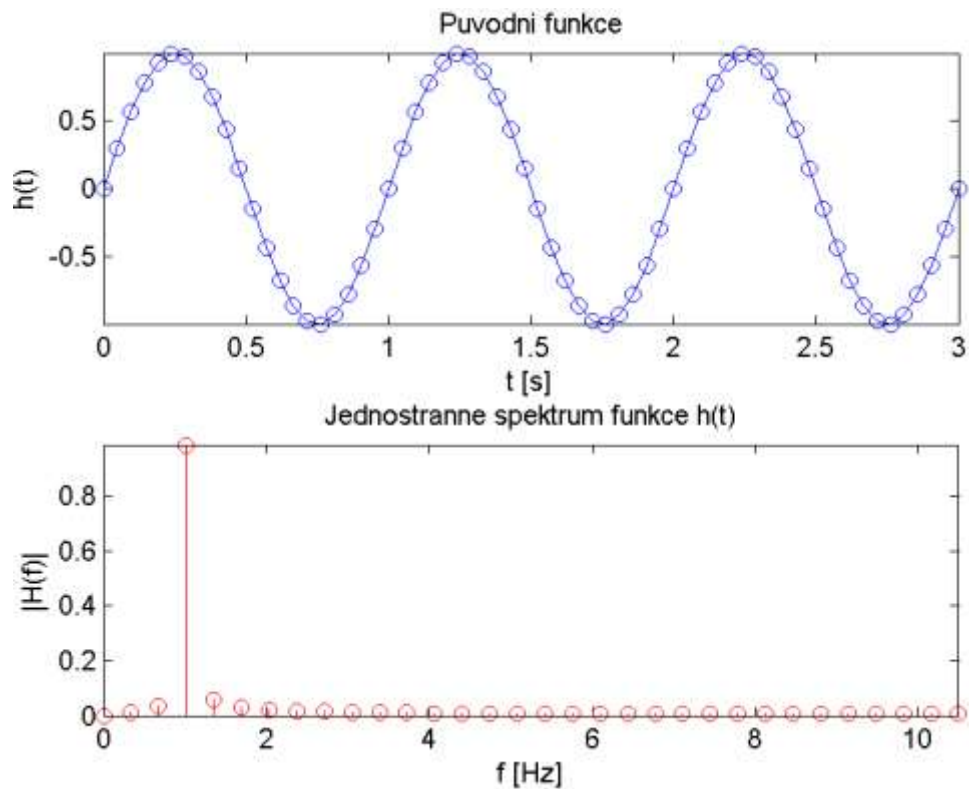 Puvodni funkce
0.5
0
-0.5
h(t)
0 0.5 1 1.5 2 2.5 3
t [s]
Jednostranne spektrum funkce h(t)
0.8
0.6
0.4
0.2
0
|H(f)|
0 2 4 6 8 10
f [Hz]